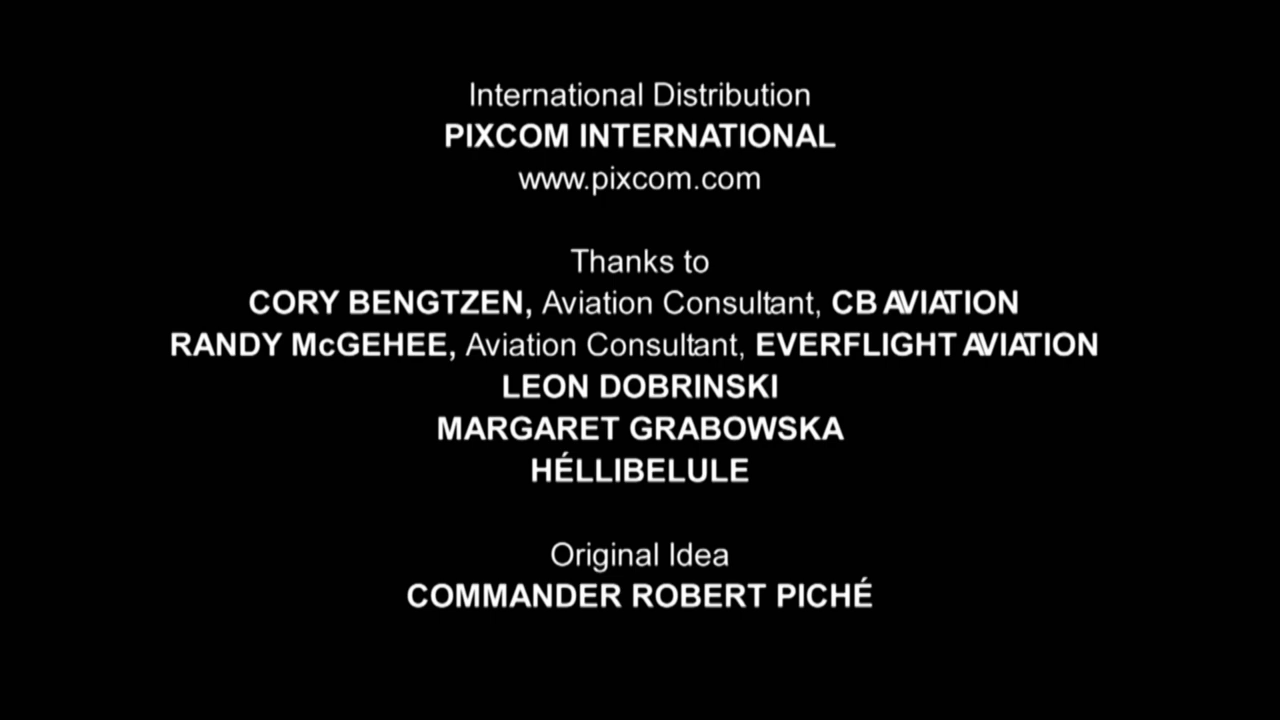 International Distribution
PIXCOM INTERNATIONAL
www.pixcom.com
Thanks to
CORY BENGTZEN, Aviation Consultant, CB AVIATION
RANDY McGEHEE, Aviation Consultant, EVERFLIGHT AVIATION
LEON DOBRINSKI
MARGARET GRABOWSKA
HÉLLIBELULE
Original Idea
COMMANDER ROBERT PICHÉ